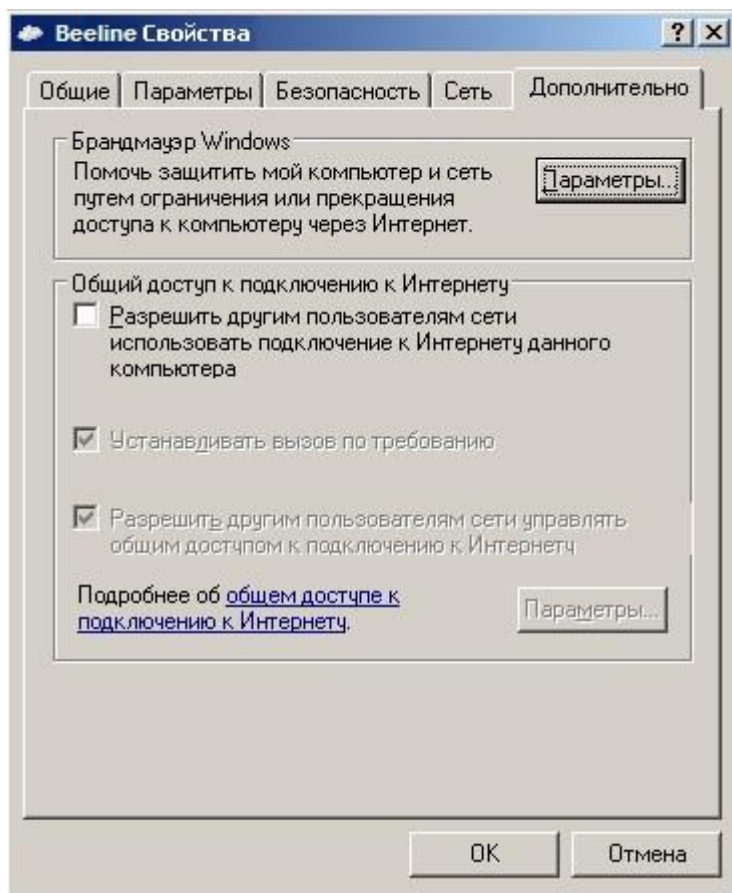 Beeline Свойства
Общие
Параметры
Безопасность
Сеть
Дополнительно
Брандмауэр Windows
Помочь защитить мой компьютер и сеть
путем ограничения или прекращения
доступа к компьютеру через Интернет.
Параметры...
Общий доступ к подключению к Интернету
Разрешить другим пользователям сети
использовать подключение к Интернету данного
компьютера
Устанавливать вызов по требованию
Разрешить другим пользователям сети управлять
общим доступом к подключению к Интернету
Подробнее об общем доступе к
подключению к Интернету.
Параметры...
OK
Отмена